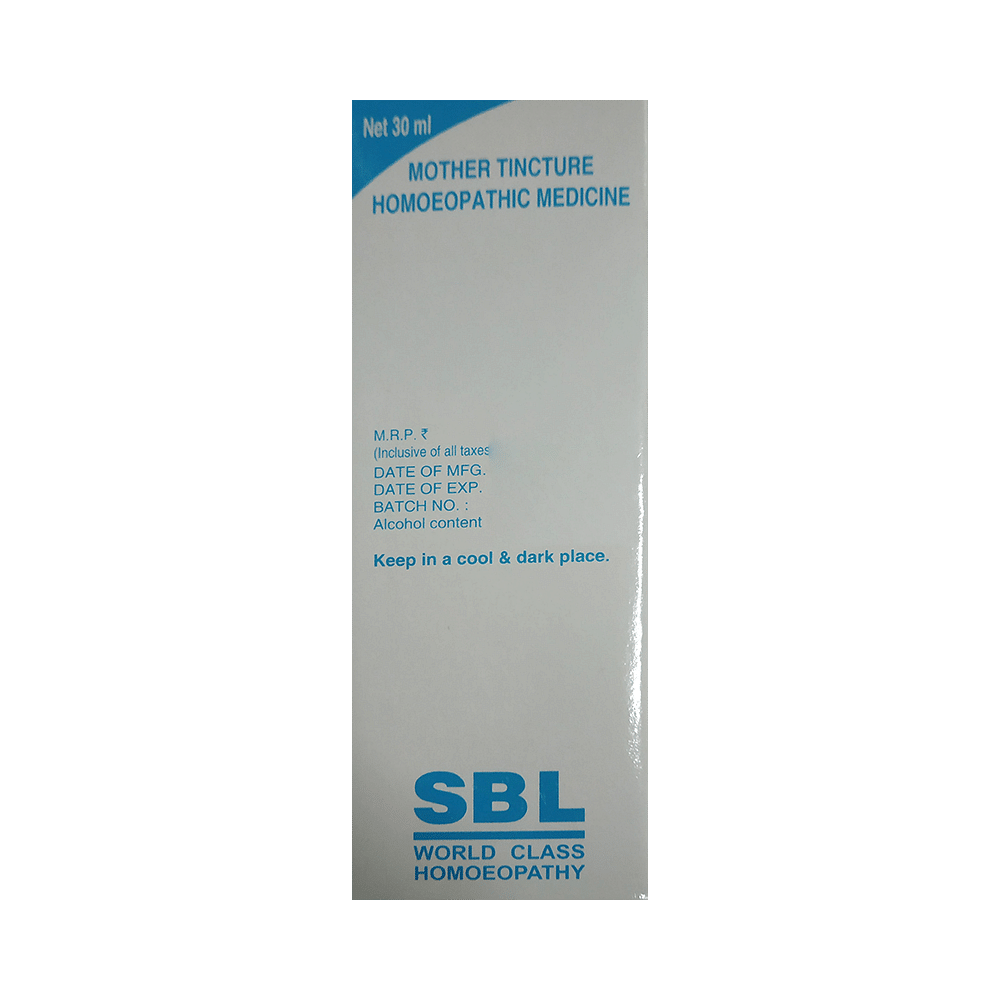 Net 30 ml
MOTHER TINCTURE
HOMOEOPATHIC MEDICINE
M.R.P. ₹
(Inclusive of all taxes
DATE OF MFG.
DATE OF EXP.
BATCH NO. :
Alcohol content
Keep in a cool & dark place.
SBL
WORLD CLASS
HOMOEOPATHY